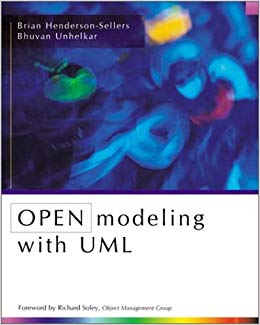 Brian Henderson-Sellers
Bhuvan Unhelkar
OPEN modeling
with UML
Foreword by Richard Soley, Object Management Group